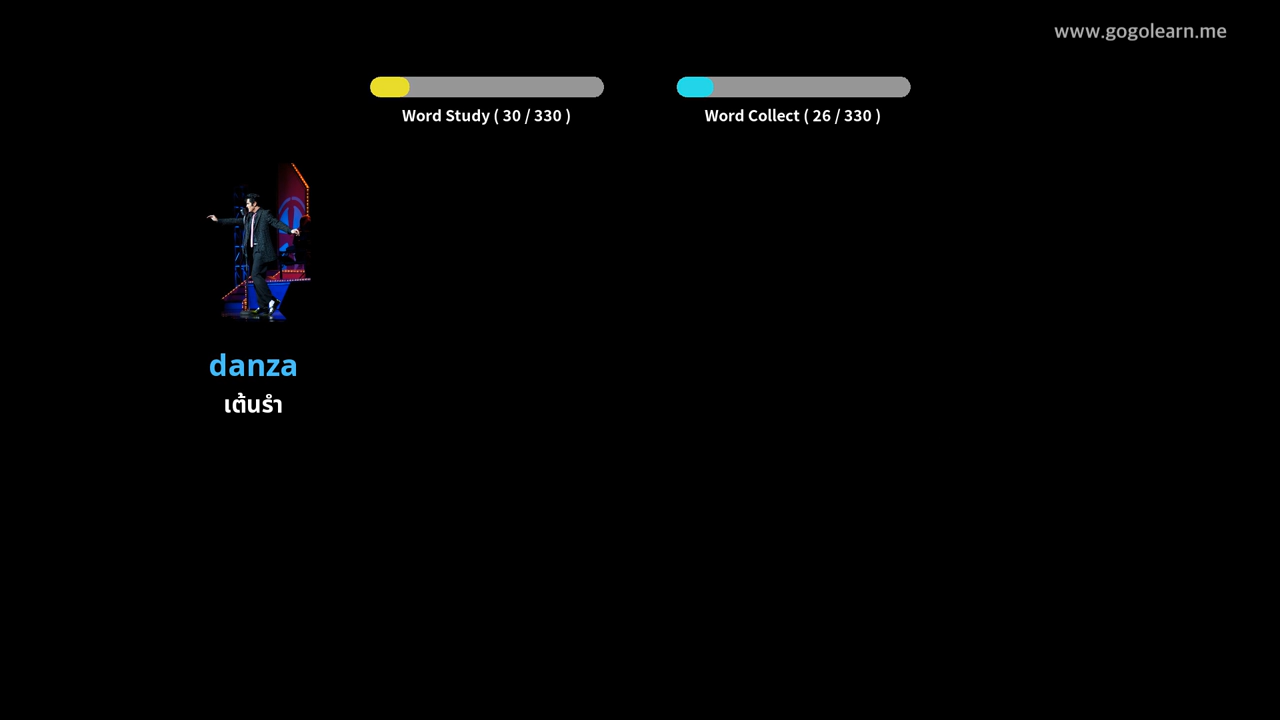 www.gogolearn.me
Word Study ( 30 / 330 )
Word Collect ( 26 / 330 )
danza
เต้นรำ